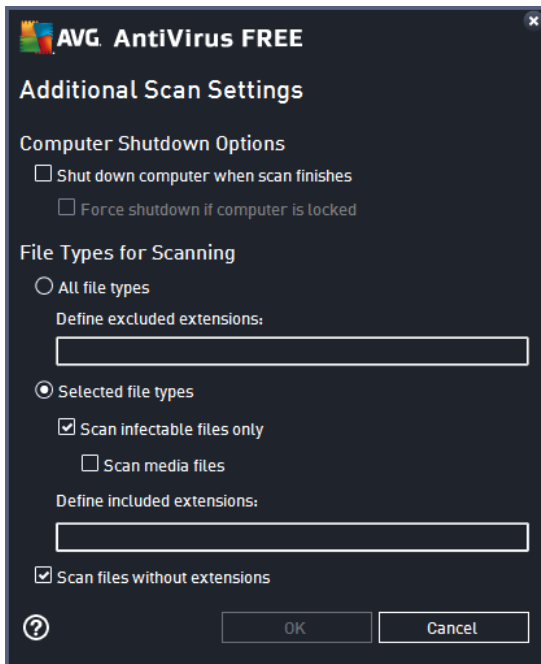 AVG AntiVirus FREE
Additional Scan Settings
Computer Shutdown Options
Shut down computer when scan finishes
Force shutdown if computer is locked
File Types for Scanning
All file types
Define excluded extensions:
Selected file types
Scan infectable files only
Scan media files
Define included extensions:
Scan files without extensions
OK Cancel